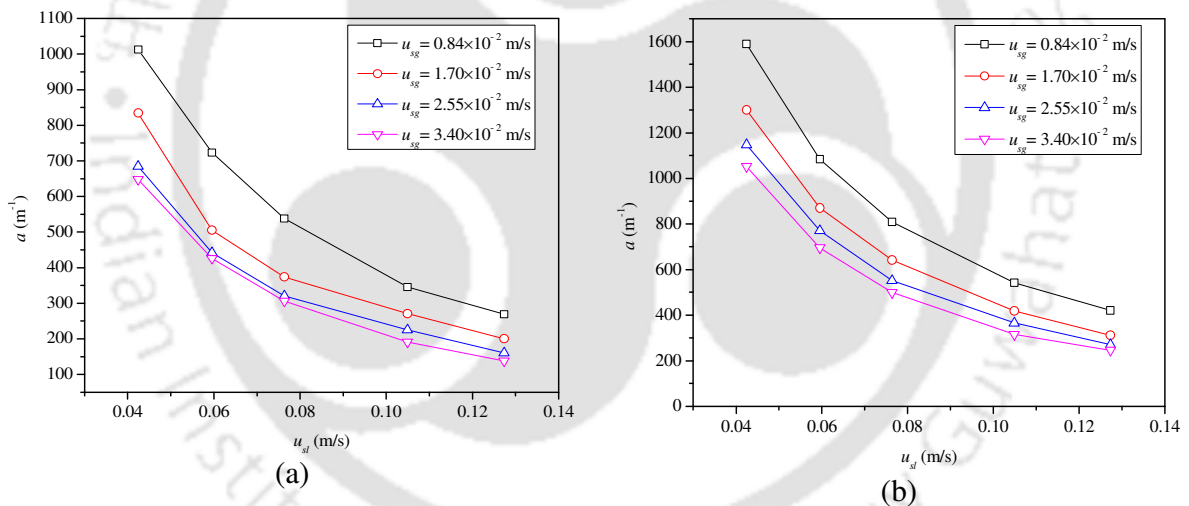 1100
1000
900
800
700
600
500
400
300
200
100
a (m⁻¹)
0.04 0.06 0.08 0.10 0.12 0.14
u_sl (m/s)
u_sg = 0.84×10⁻² m/s
u_sg = 1.70×10⁻² m/s
u_sg = 2.55×10⁻² m/s
u_sg = 3.40×10⁻² m/s
(a)
1600
1400
1200
1000
800
600
400
200
0
a (m⁻¹)
0.04 0.06 0.08 0.10 0.12 0.14
u_sl (m/s)
u_sg = 0.84×10⁻² m/s
u_sg = 1.70×10⁻² m/s
u_sg = 2.55×10⁻² m/s
u_sg = 3.40×10⁻² m/s
(b)
Indian
Guwahati